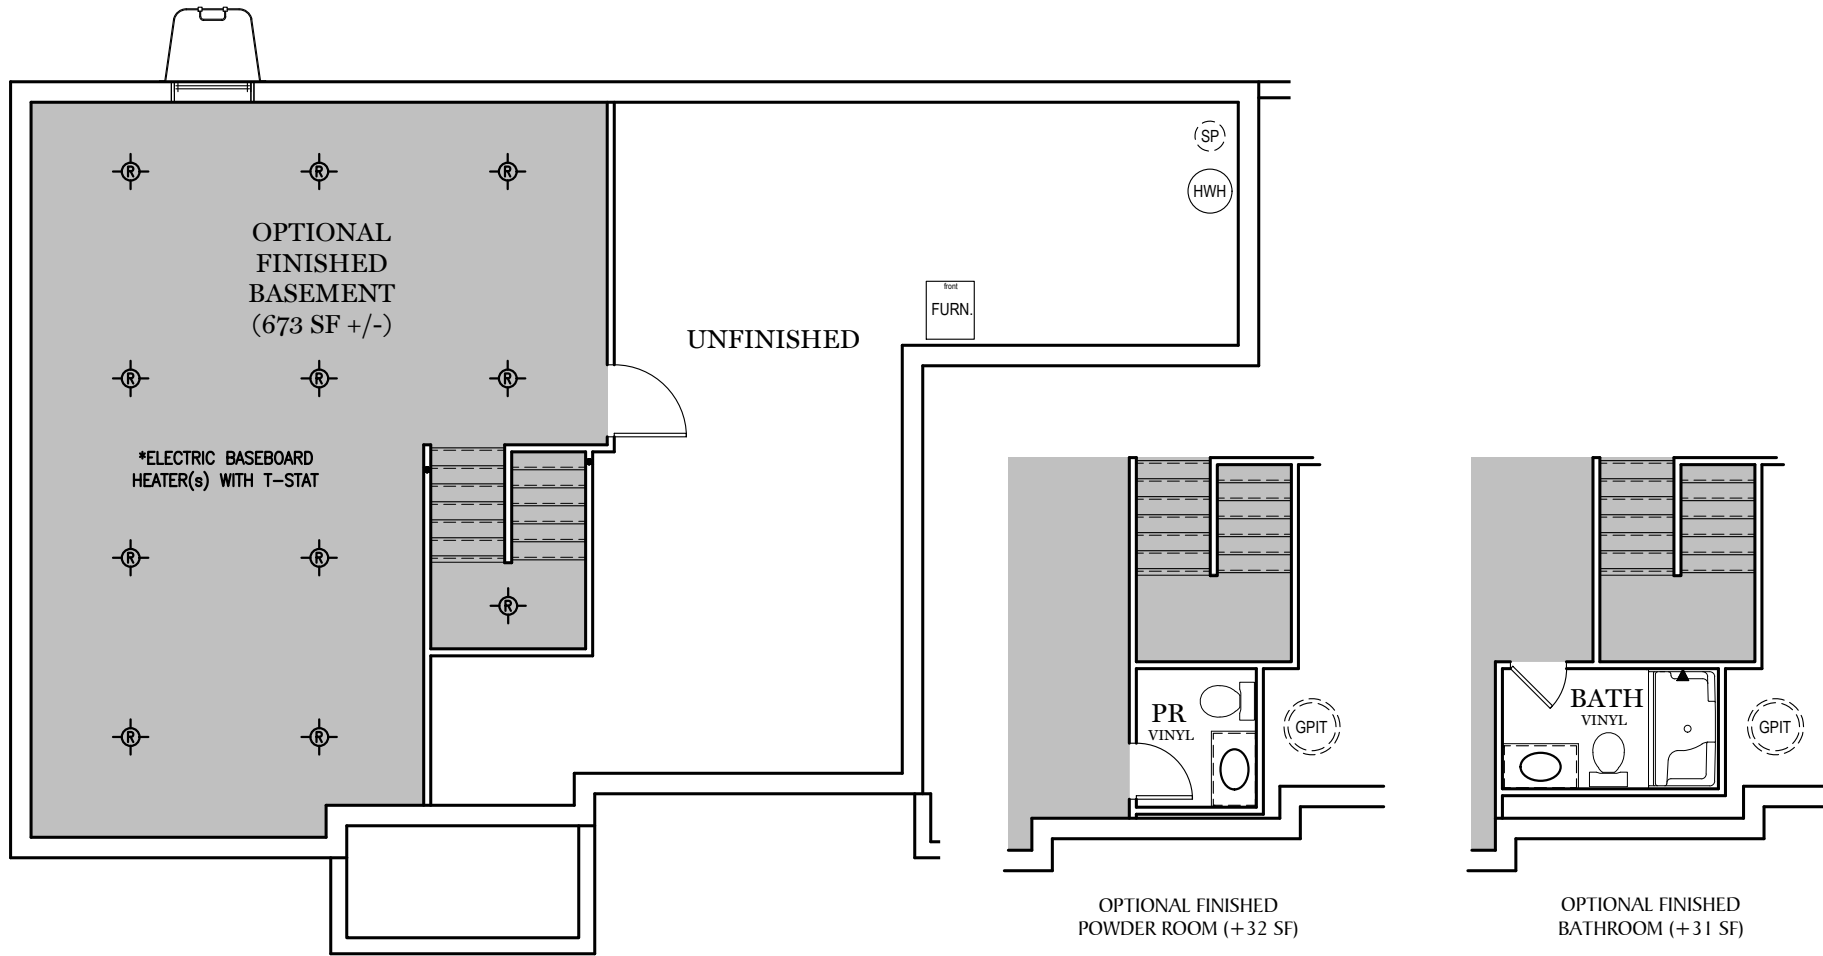 SP
HWH
R R R
OPTIONAL
FINISHED
BASEMENT
(673 SF +/-)
front
FURN.
UNFINISHED
R R R
*ELECTRIC BASEBOARD
HEATER(s) WITH T-STAT
R R
R
R R
PR
VINYL
GPIT
BATH
VINYL
GPIT
OPTIONAL FINISHED
POWDER ROOM (+32 SF)
OPTIONAL FINISHED
BATHROOM (+31 SF)